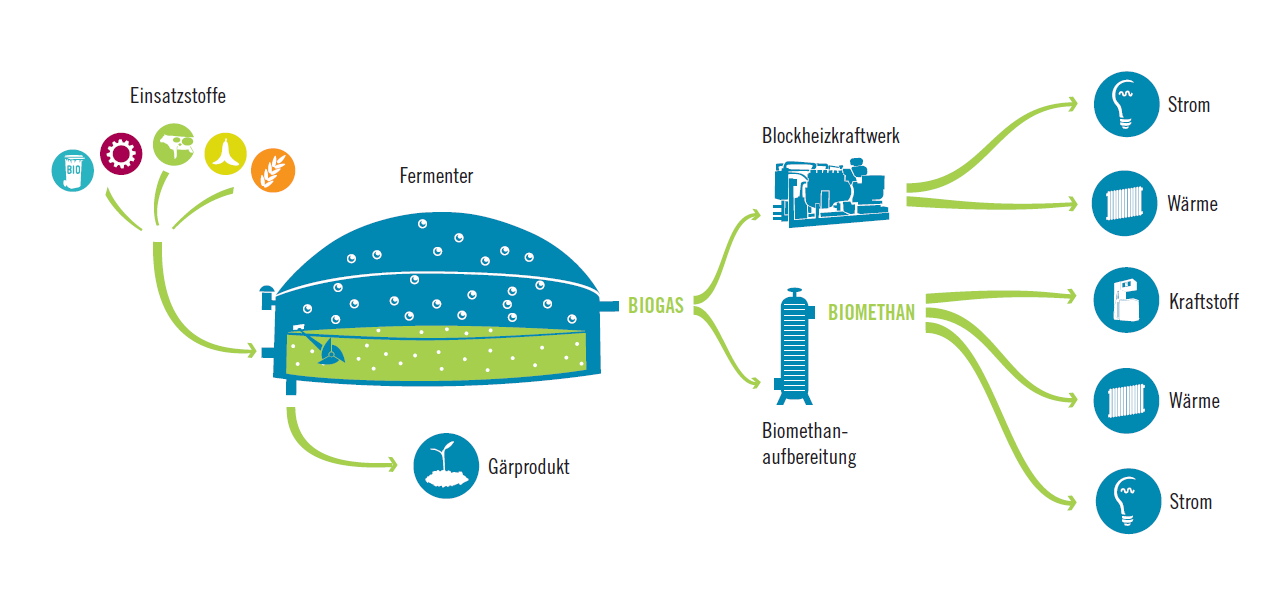 Einsatzstoffe
BIO
Fermenter
BIOGAS
Gärprodukt
Blockheizkraftwerk
BIOMETHAN
Biomethan-
aufbereitung
Strom
Wärme
Kraftstoff
Wärme
Strom